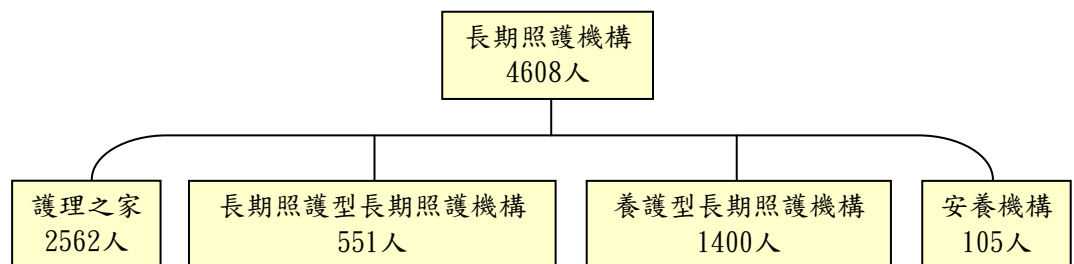 長期照護機構
4608人
護理之家
2562人
長期照護型長期照護機構
551人
養護型長期照護機構
1400人
安養機構
105人